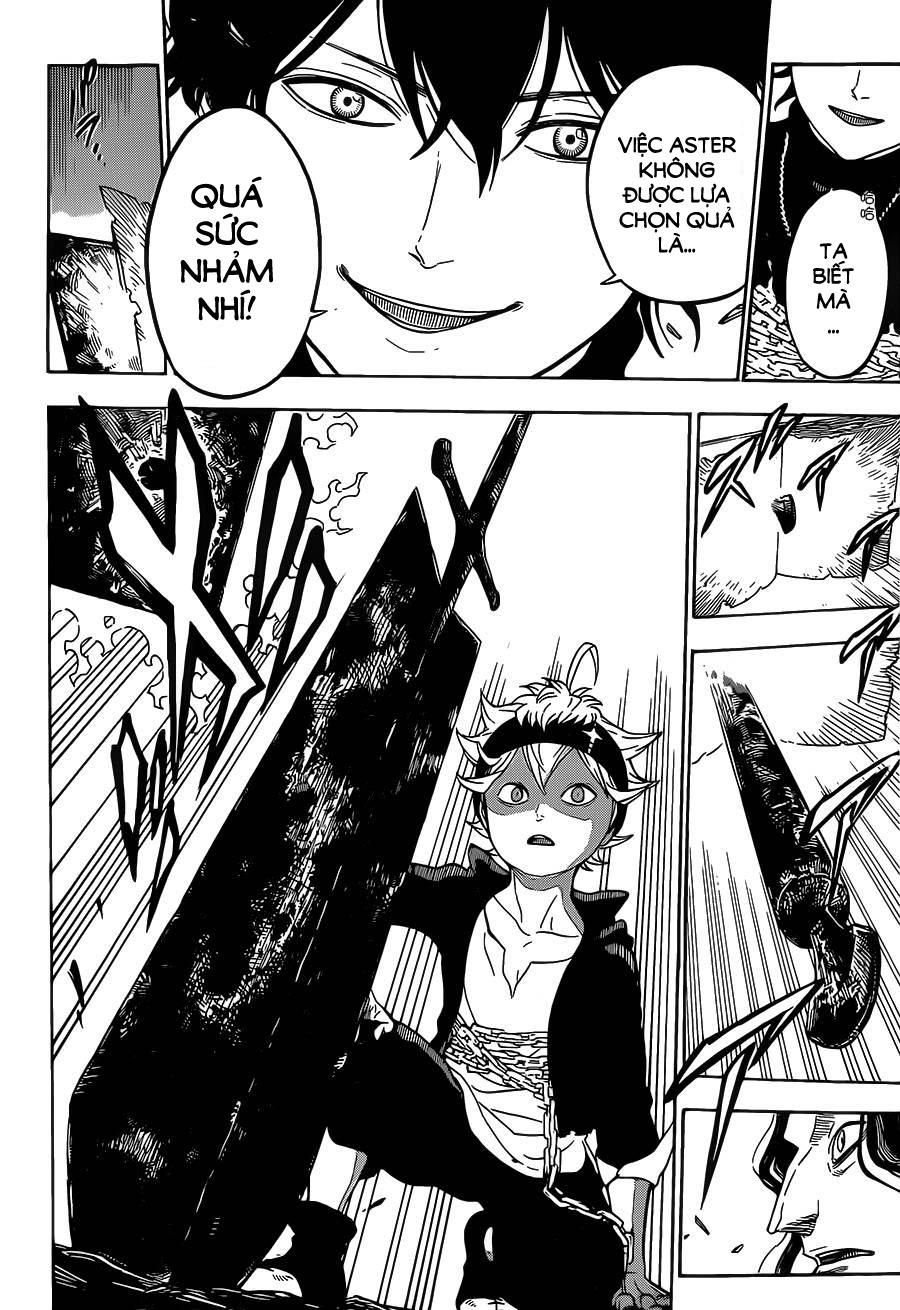 TA
BIẾT
MÀ
...
VIỆC ASTER
KHÔNG
ĐƯỢC LỰA
CHỌN QUẢ
LÀ...
QUÁ
SỨC
NHẢM
NHÍ!